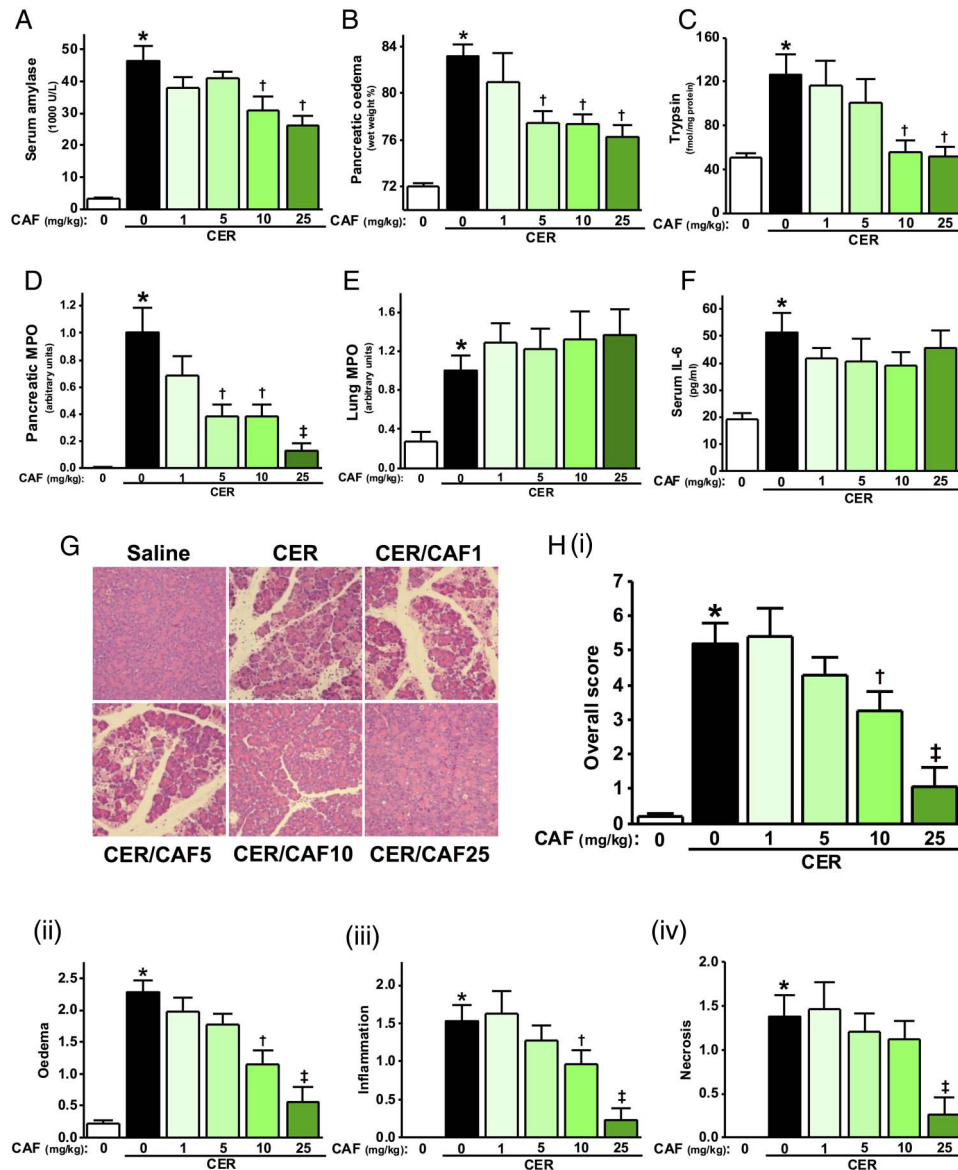 A
Serum amylase
(1000 U/L)
50
40
30
20
10
0
*
†
†
CAF (mg/kg): 0 0 1 5 10 25
CER
B
Pancreatic oedema
(wet weight %)
84
80
76
72
*
†
†
†
CAF (mg/kg): 0 0 1 5 10 25
CER
C
Trypsin
(fmol/mg protein)
160
120
80
40
0
*
†
†
CAF (mg/kg): 0 0 1 5 10 25
CER
D
Pancreatic MPO
(arbitrary units)
1.2
1.0
0.8
0.6
0.4
0.2
0.0
*
†
†
‡
CAF (mg/kg): 0 0 1 5 10 25
CER
E
Lung MPO
(arbitrary units)
1.6
1.2
0.8
0.4
0.0
*
CAF (mg/kg): 0 0 1 5 10 25
CER
F
Serum IL-6
(pg/ml)
60
50
40
30
20
10
0
*
CAF (mg/kg): 0 0 1 5 10 25
CER
G
Saline CER CER/CAF1
CER/CAF5 CER/CAF10 CER/CAF25
H (i)
Overall score
7
6
5
4
3
2
1
0
*
†
‡
CAF (mg/kg): 0 0 1 5 10 25
CER
(ii)
Oedema
2.5
2.0
1.5
1.0
0.5
0.0
*
†
‡
CAF (mg/kg): 0 0 1 5 10 25
CER
(iii)
Inflammation
2.0
1.5
1.0
0.5
0.0
*
†
‡
CAF (mg/kg): 0 0 1 5 10 25
CER
(iv)
Necrosis
2.0
1.5
1.0
0.5
0.0
*
‡
CAF (mg/kg): 0 0 1 5 10 25
CER